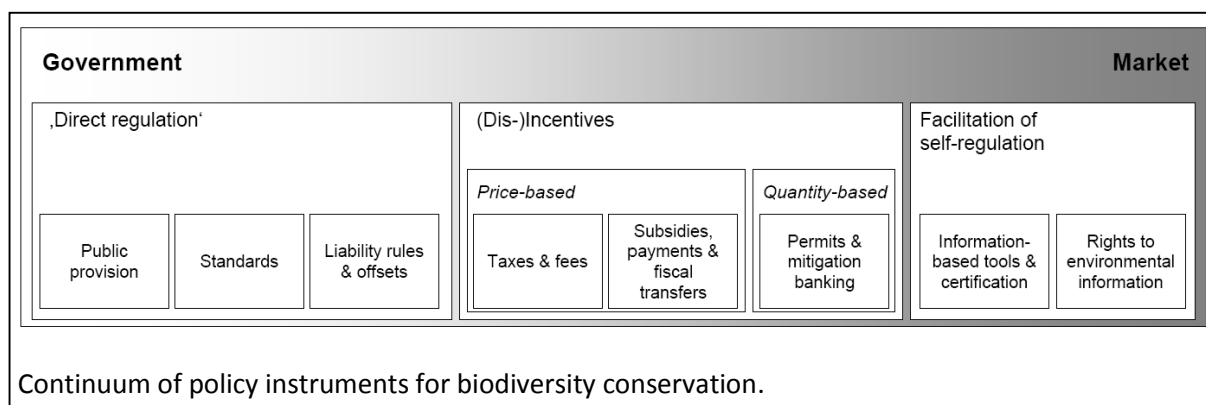 Government
Market
‚Direct regulation‘
(Dis-)Incentives
Facilitation of
self-regulation
Price-based
Quantity-based
Public
provision
Standards
Liability rules
& offsets
Taxes & fees
Subsidies,
payments &
fiscal
transfers
Permits &
mitigation
banking
Information-
based tools &
certification
Rights to
environmental
information
Continuum of policy instruments for biodiversity conservation.